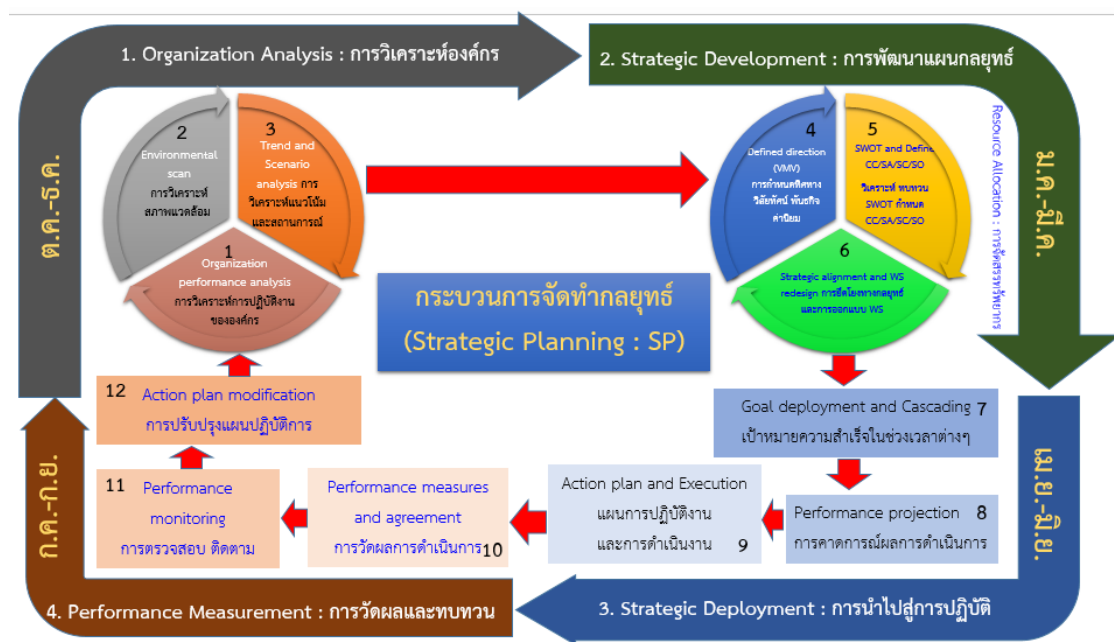 1. Organization Analysis : การวิเคราะห์องค์กร
2. Strategic Development : การพัฒนาแผนกลยุทธ์
ต.ค.-ธ.ค.
ม.ค.-มี.ค.
Resource Allocation : การจัดสรรทรัพยากร
2
Environmental
scan
การวิเคราะห์
สภาพแวดล้อม
3
Trend and
Scenario
analysis การ
วิเคราะห์แนวโน้ม
และสถานการณ์
1
Organization
performance analysis
การวิเคราะห์การปฏิบัติงาน
ขององค์กร
4
Defined direction
(VMV)
การกำหนดทิศทาง
วิสัยทัศน์ พันธกิจ
ค่านิยม
5
SWOT and Define
CC/SA/SC/SO
วิเคราะห์ ทบทวน
SWOT กำหนด
CC/SA/SC/SO
6
Strategic alignment and WS
redesign การยึดโยงทางกลยุทธ์
และการออกแบบ WS
กระบวนการจัดทำกลยุทธ์
(Strategic Planning : SP)
Goal deployment and Cascading 7
เป้าหมายความสำเร็จในช่วงเวลาต่างๆ
Performance projection 8
การคาดการณ์ผลการดำเนินการ
Action plan and Execution
แผนการปฏิบัติงาน
และการดำเนินงาน 9
Performance measures
and agreement
การวัดผลการดำเนินการ 10
11 Performance
monitoring
การตรวจสอบ ติดตาม
12 Action plan modification
การปรับปรุงแผนปฏิบัติการ
เม.ย.-มิ.ย.
ก.ค.-ก.ย.
3. Strategic Deployment : การนำไปสู่การปฏิบัติ
4. Performance Measurement : การวัดผลและทบทวน